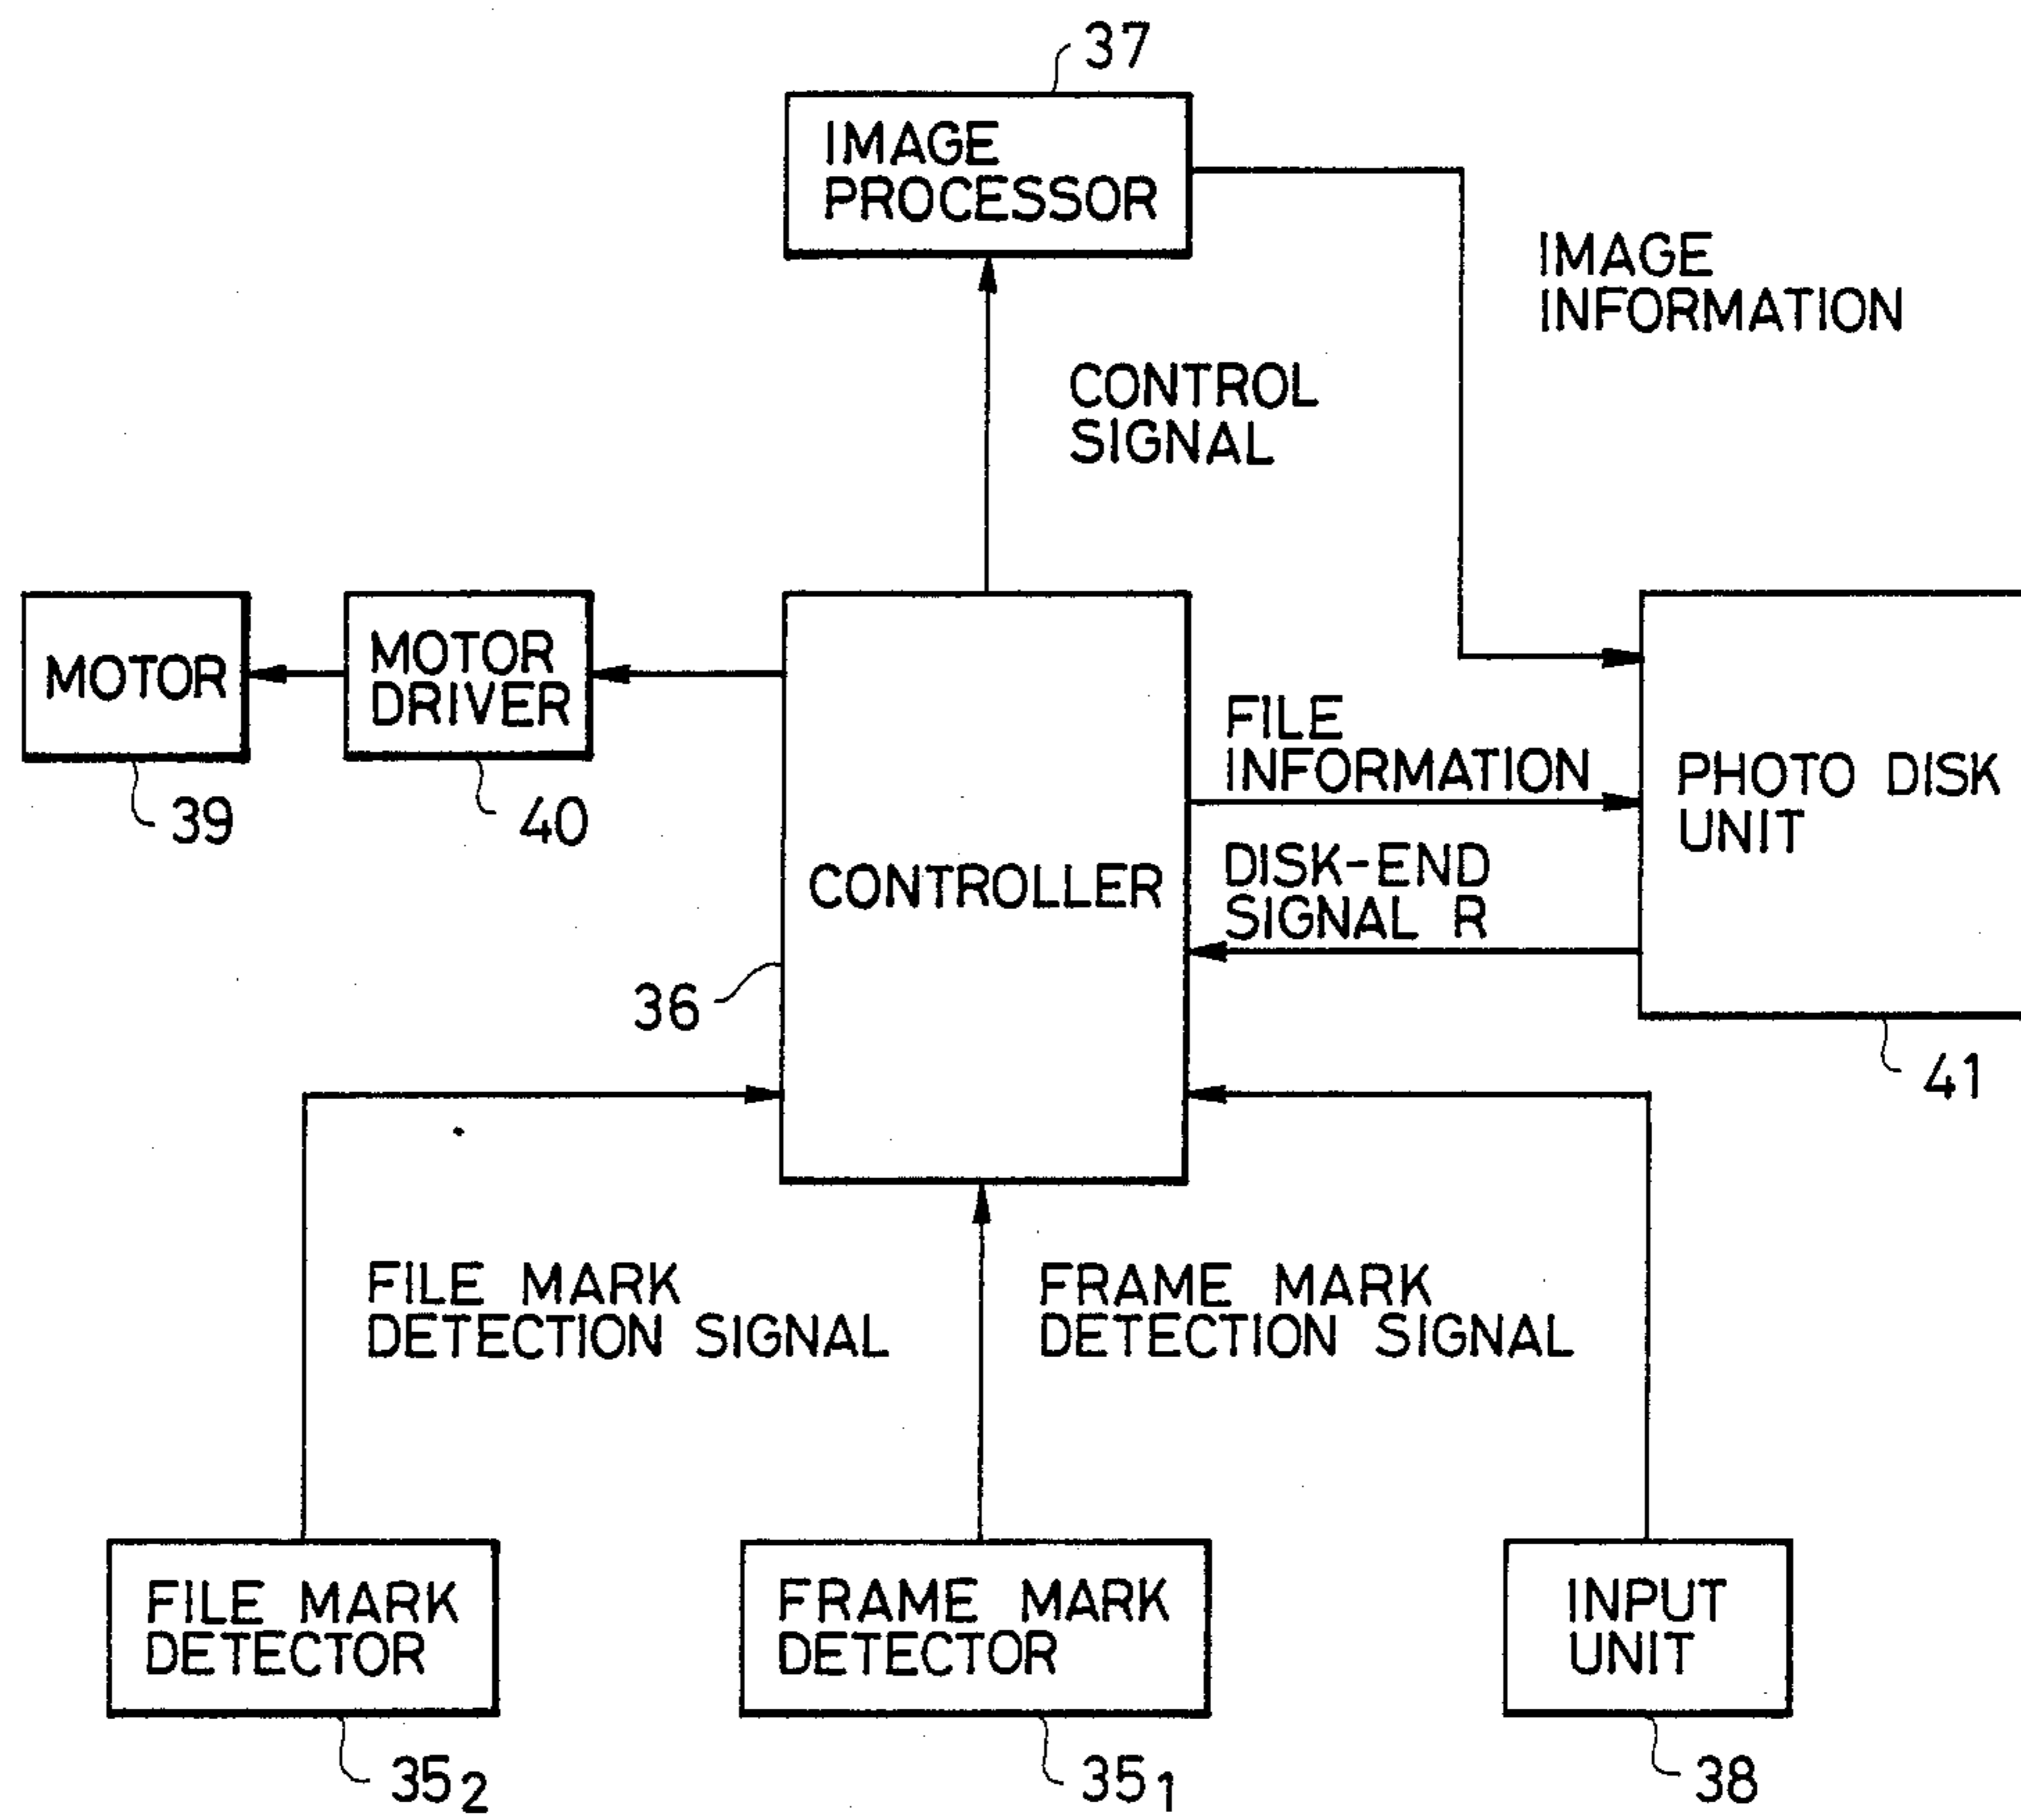 37
IMAGE
PROCESSOR
IMAGE
INFORMATION
CONTROL
SIGNAL
MOTOR
MOTOR
DRIVER
39
40
CONTROLLER
36
FILE
INFORMATION
DISK-END
SIGNAL R
PHOTO DISK
UNIT
41
FILE MARK
DETECTION SIGNAL
FRAME MARK
DETECTION SIGNAL
FILE MARK
DETECTOR
FRAME MARK
DETECTOR
INPUT
UNIT
35₂
35₁
38